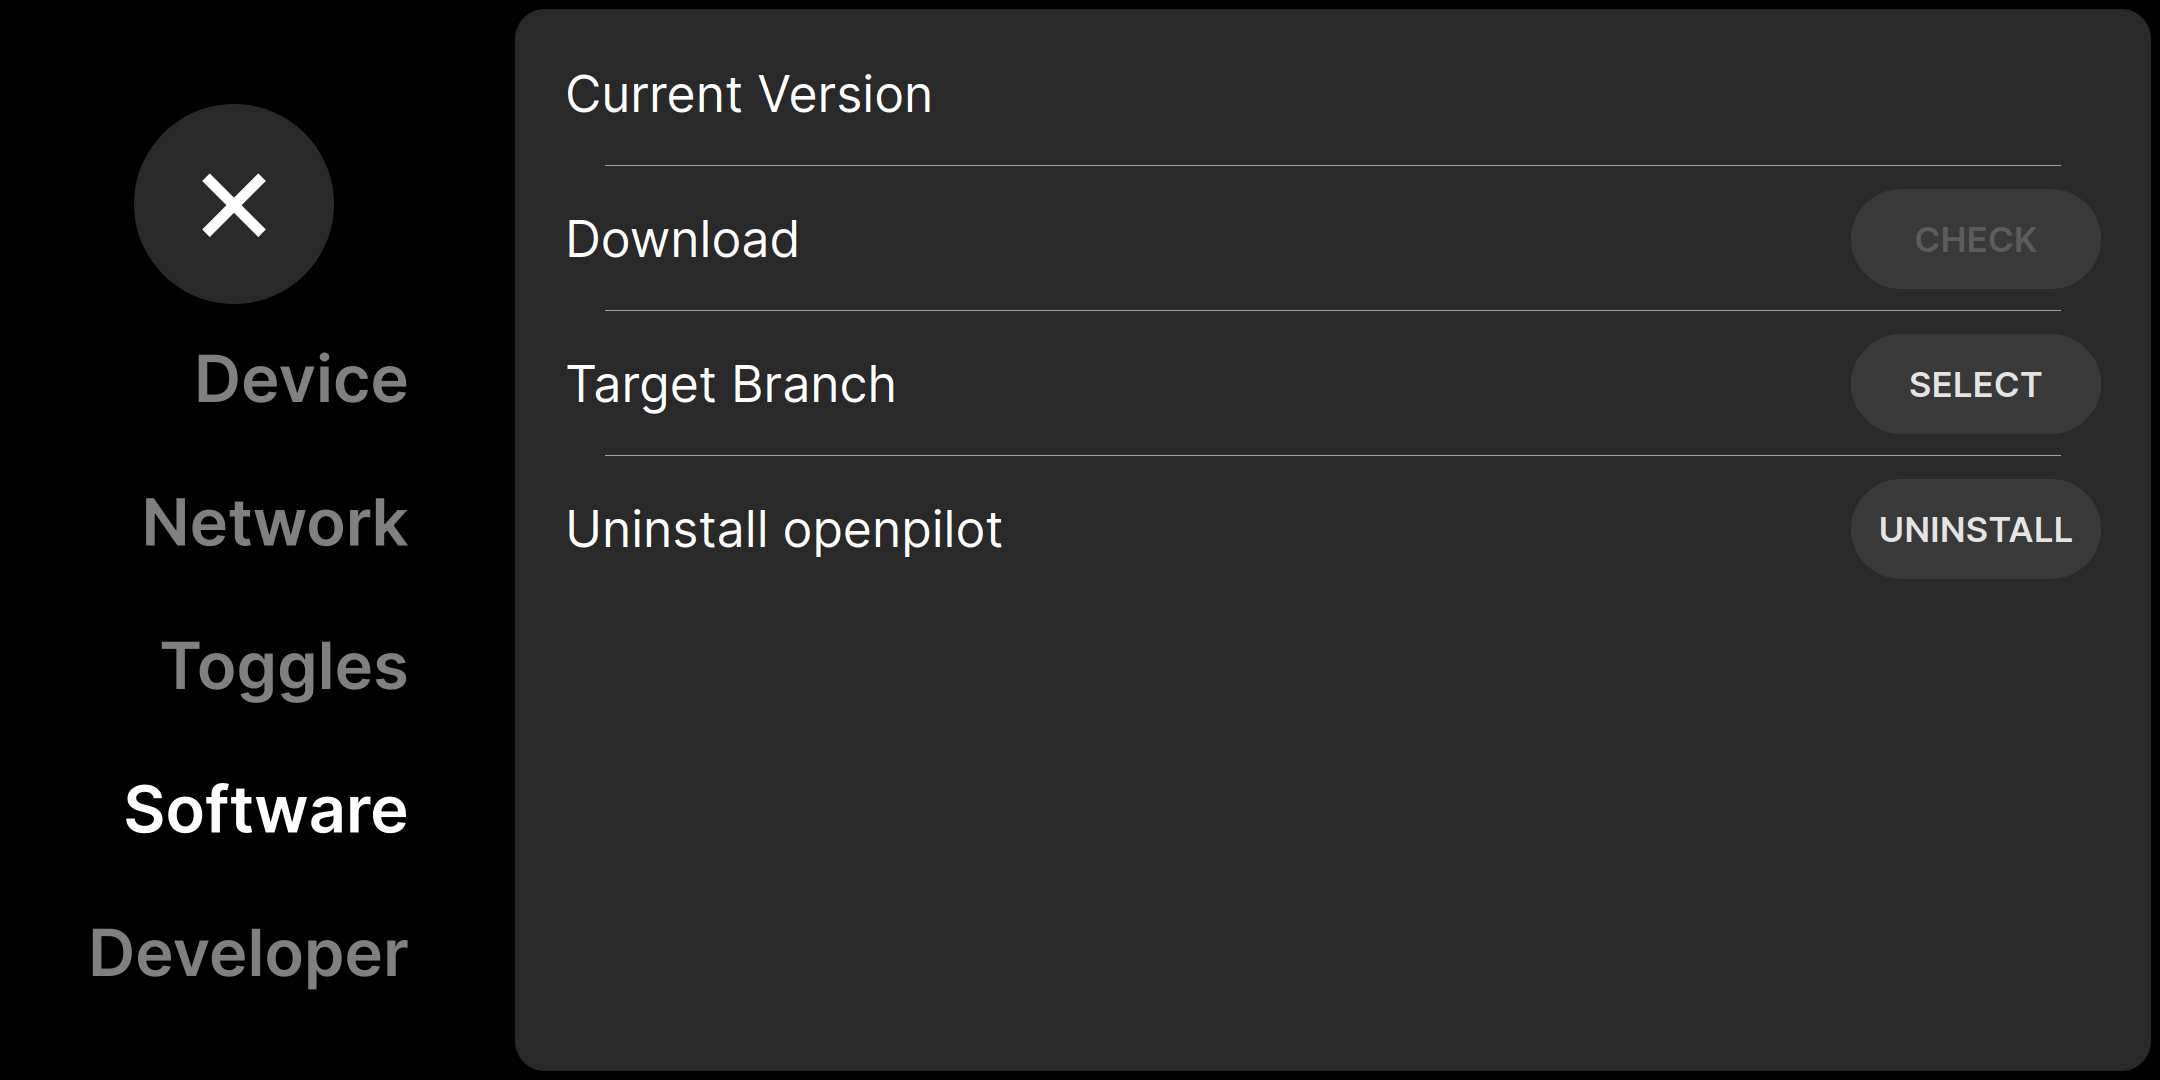 Device
Network
Toggles
Software
Developer
Current Version
Download
CHECK
Target Branch
SELECT
Uninstall openpilot
UNINSTALL